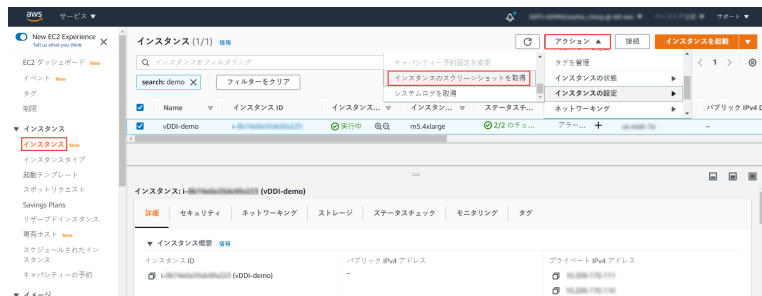 aws サービス ▼ サポート ▼
New EC2 Experience
Tell us what you think
インスタンス (1/1) 情報
アクション ▲ 接続 インスタンスを起動 ▼
EC2 ダッシュボード New
イベント New
タグ
制限
▼ インスタンス
インスタンス New
インスタンスタイプ
起動テンプレート
スポットリクエスト
Savings Plans
リザーブドインスタンス
専有ホスト New
スケジュールされたイン
スタンス
キャパシティーの予約
▼ イメージ
インスタンスをフィルタリング
search: demo X フィルターをクリア
キャパシティー予約設定を変更
インスタンスのスクリーンショットを取得
システムログを取得
タグを管理
インスタンスの状態
インスタンスの設定
ネットワーキング
< 1 >
Name インスタンス ID インスタンス... インスタン... ステータスチ... パブリック IPv4 D
vDDI-demo i- 実行中 m5.4xlarge 2/2 のチェ... アラー... + –
インスタンス: i- (vDDI-demo)
詳細 セキュリティ ネットワーキング ストレージ ステータスチェック モニタリング タグ
▼ インスタンス概要 情報
インスタンス ID パブリック IPv4 アドレス プライベート IPv4 アドレス
(vDDI-demo) –